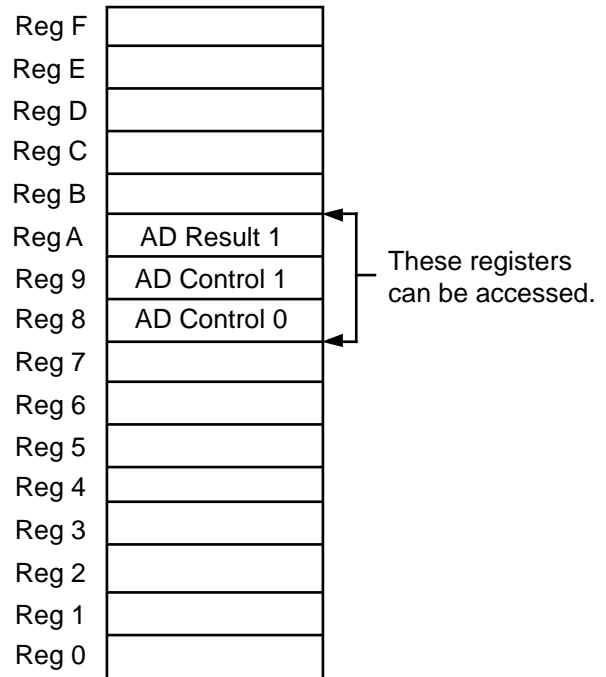 Reg F
Reg E
Reg D
Reg C
Reg B
Reg A AD Result 1
Reg 9 AD Control 1
Reg 8 AD Control 0
Reg 7
Reg 6
Reg 5
Reg 4
Reg 3
Reg 2
Reg 1
Reg 0
These registers
can be accessed.